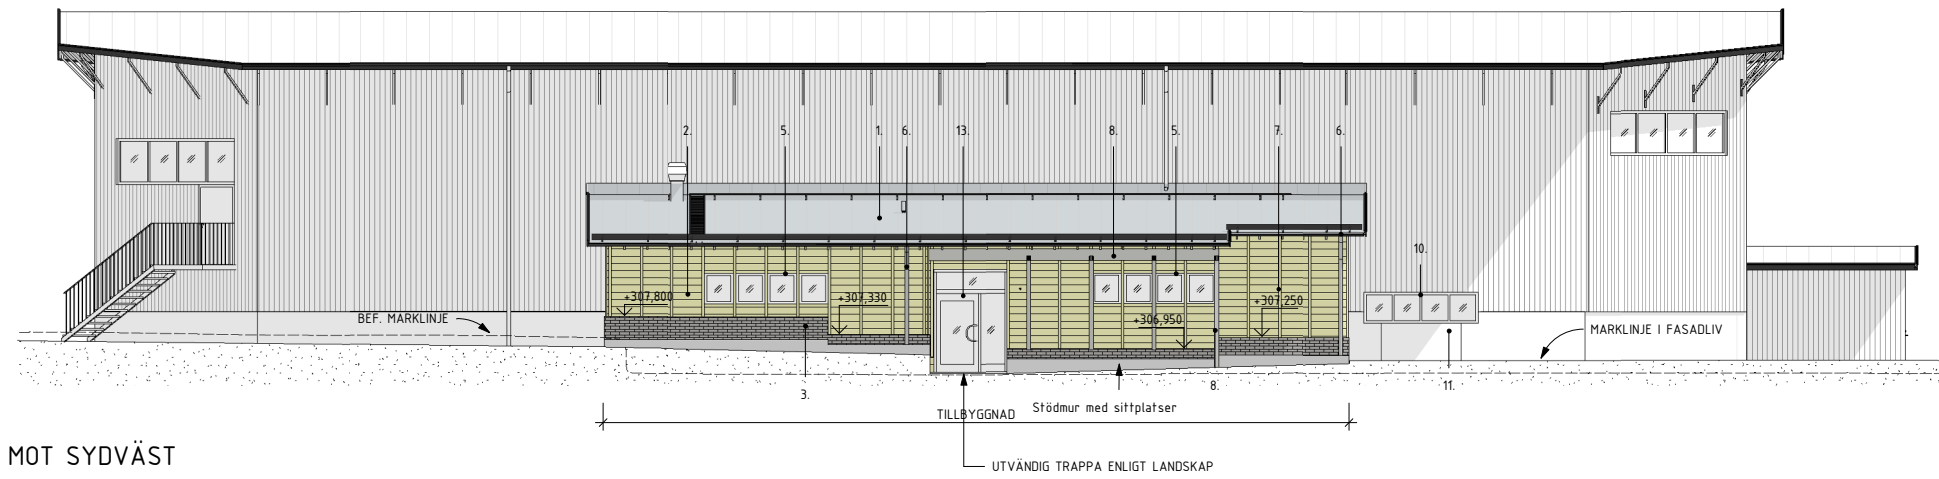 2.
5.
1.
6.
13.
8.
5.
7.
6.
10.
+307,800
+307,330
+307,250
+306,950
BEF. MARKLINJE
MARKLINJE I FASADLIV
3.
8.
11.
TILLBYGGNAD
Stödmur med sittplatser
MOT SYDVÄST
UTVÄNDIG TRAPPA ENLIGT LANDSKAP